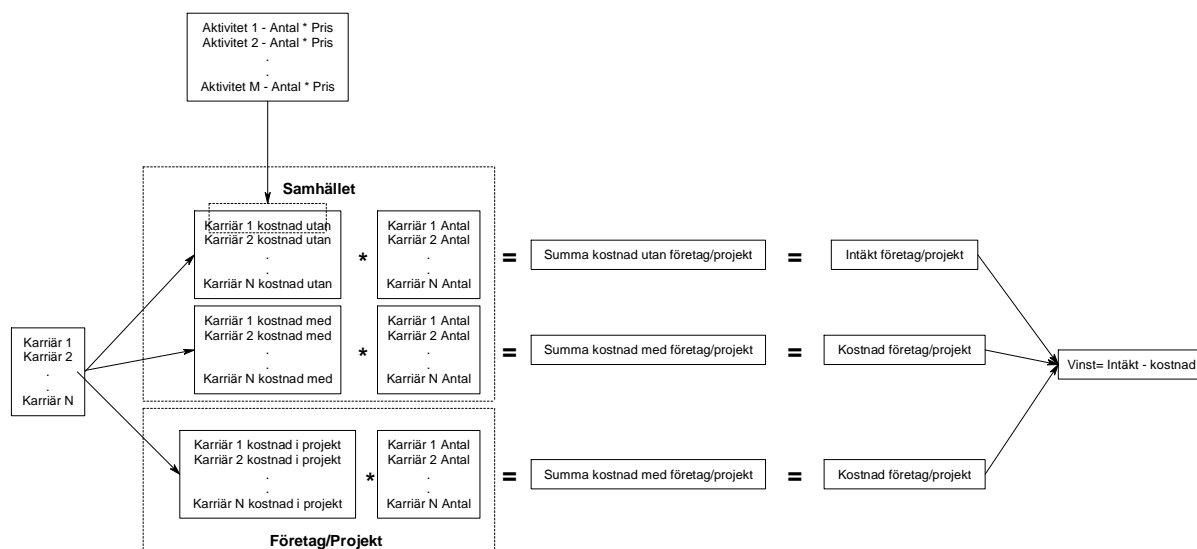 Aktivitet 1 - Antal * Pris
Aktivitet 2 - Antal * Pris
.
.
Aktivitet M - Antal * Pris
Samhället
Karriär 1 kostnad utan
Karriär 2 kostnad utan
.
.
Karriär N kostnad utan
*
Karriär 1 Antal
Karriär 2 Antal
.
.
Karriär N Antal
=
Summa kostnad utan företag/projekt
=
Intäkt företag/projekt
Karriär 1
Karriär 2
.
.
Karriär N
Karriär 1 kostnad med
Karriär 2 kostnad med
.
.
Karriär N kostnad med
*
Karriär 1 Antal
Karriär 2 Antal
.
.
Karriär N Antal
=
Summa kostnad med företag/projekt
=
Kostnad företag/projekt
Vinst= Intäkt - kostnad
Karriär 1 kostnad i projekt
Karriär 2 kostnad i projekt
.
.
Karriär N kostnad i projekt
*
Karriär 1 Antal
Karriär 2 Antal
.
.
Karriär N Antal
=
Summa kostnad med företag/projekt
=
Kostnad företag/projekt
Företag/Projekt